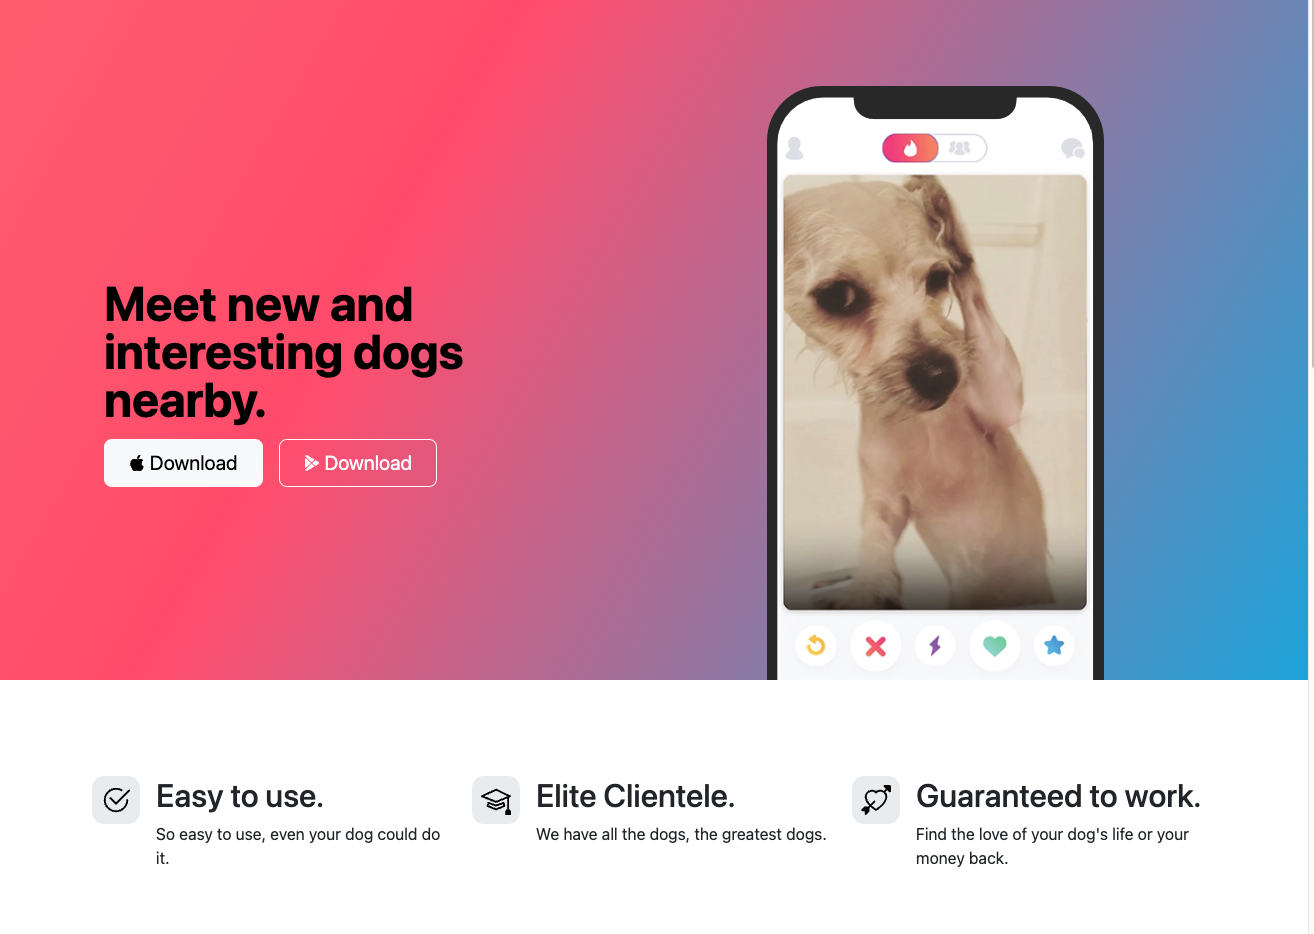 Meet new and
interesting dogs
nearby.
Download
Download
Easy to use.
So easy to use, even your dog could do
it.
Elite Clientele.
We have all the dogs, the greatest dogs.
Guaranteed to work.
Find the love of your dog's life or your
money back.